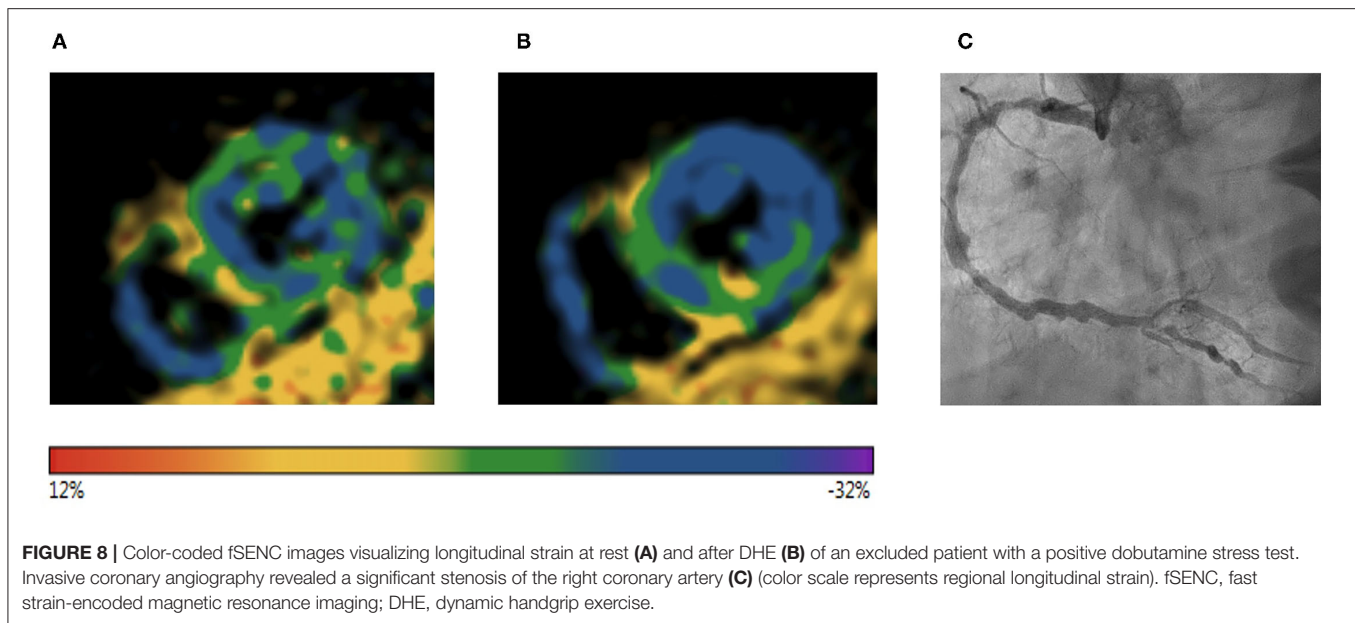 A
B
C
12%
-32%
FIGURE 8 | Color-coded fSENC images visualizing longitudinal strain at rest (A) and after DHE (B) of an excluded patient with a positive dobutamine stress test.
Invasive coronary angiography revealed a significant stenosis of the right coronary artery (C) (color scale represents regional longitudinal strain). fSENC, fast
strain-encoded magnetic resonance imaging; DHE, dynamic handgrip exercise.